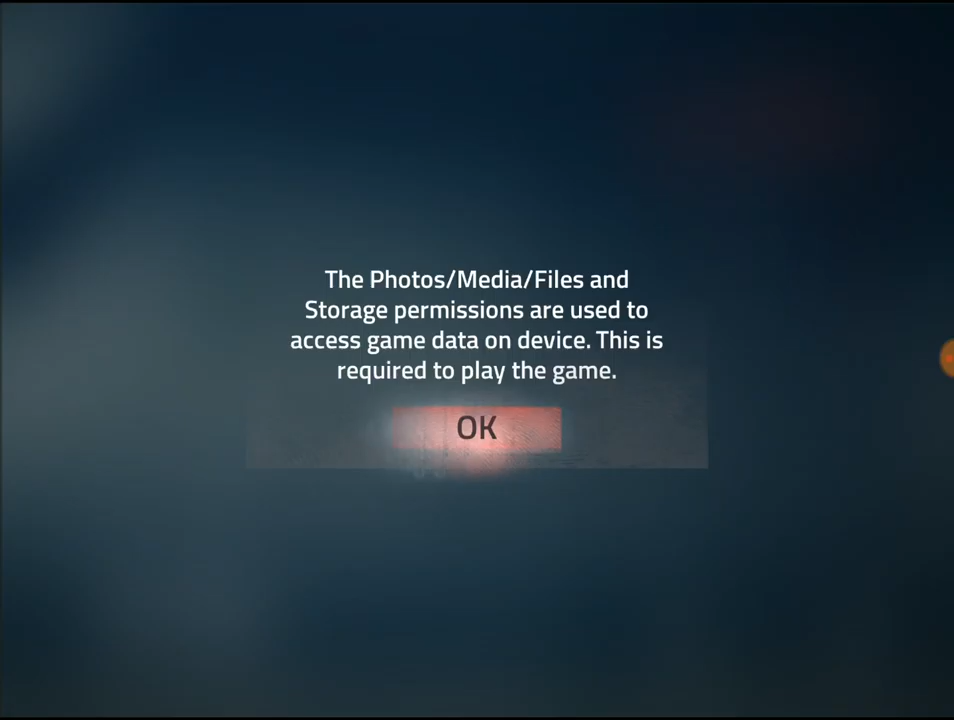 The Photos/Media/Files and
Storage permissions are used to
access game data on device. This is
required to play the game.
OK